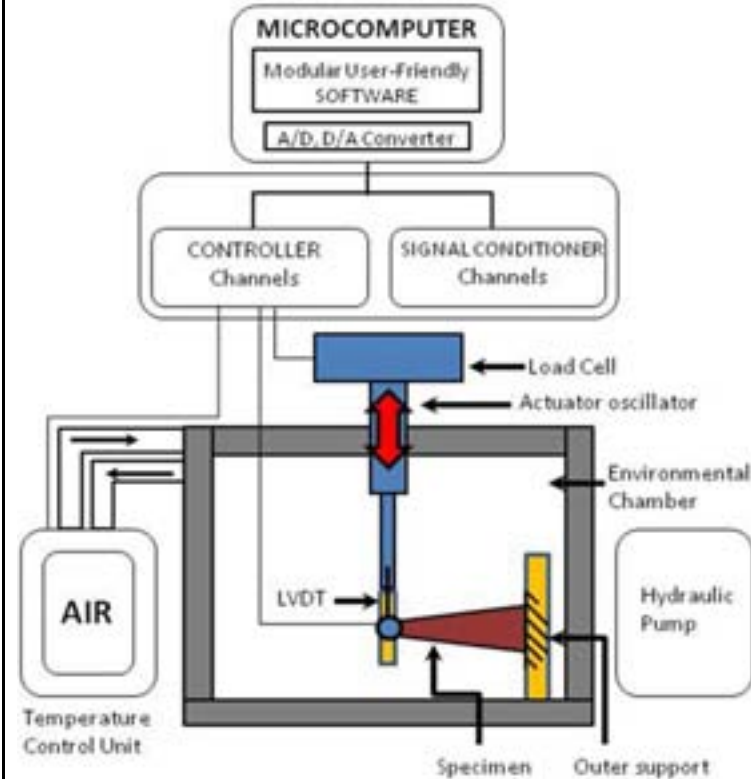 MICROCOMPUTER
Modular User-Friendly
SOFTWARE
A/D, D/A Converter
CONTROLLER
Channels
SIGNAL CONDITIONER
Channels
Load Cell
Actuator oscillator
Environmental
Chamber
LVDT
AIR
Hydraulic
Pump
Temperature
Control Unit
Specimen
Outer support